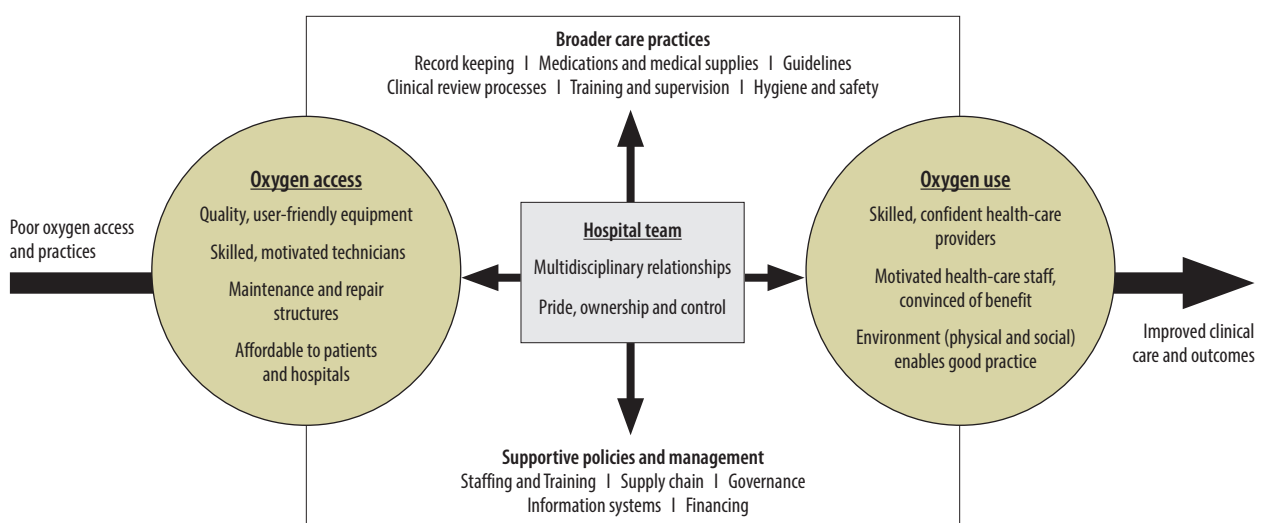 Broader care practices
Record keeping I Medications and medical supplies I Guidelines
Clinical review processes I Training and supervision I Hygiene and safety
Poor oxygen access
and practices
Oxygen access
Quality, user-friendly equipment
Skilled, motivated technicians
Maintenance and repair
structures
Affordable to patients
and hospitals
Hospital team
Multidisciplinary relationships
Pride, ownership and control
Oxygen use
Skilled, confident health-care
providers
Motivated health-care staff,
convinced of benefit
Environment (physical and social)
enables good practice
Improved clinical
care and outcomes
Supportive policies and management
Staffing and Training I Supply chain I Governance
Information systems I Financing